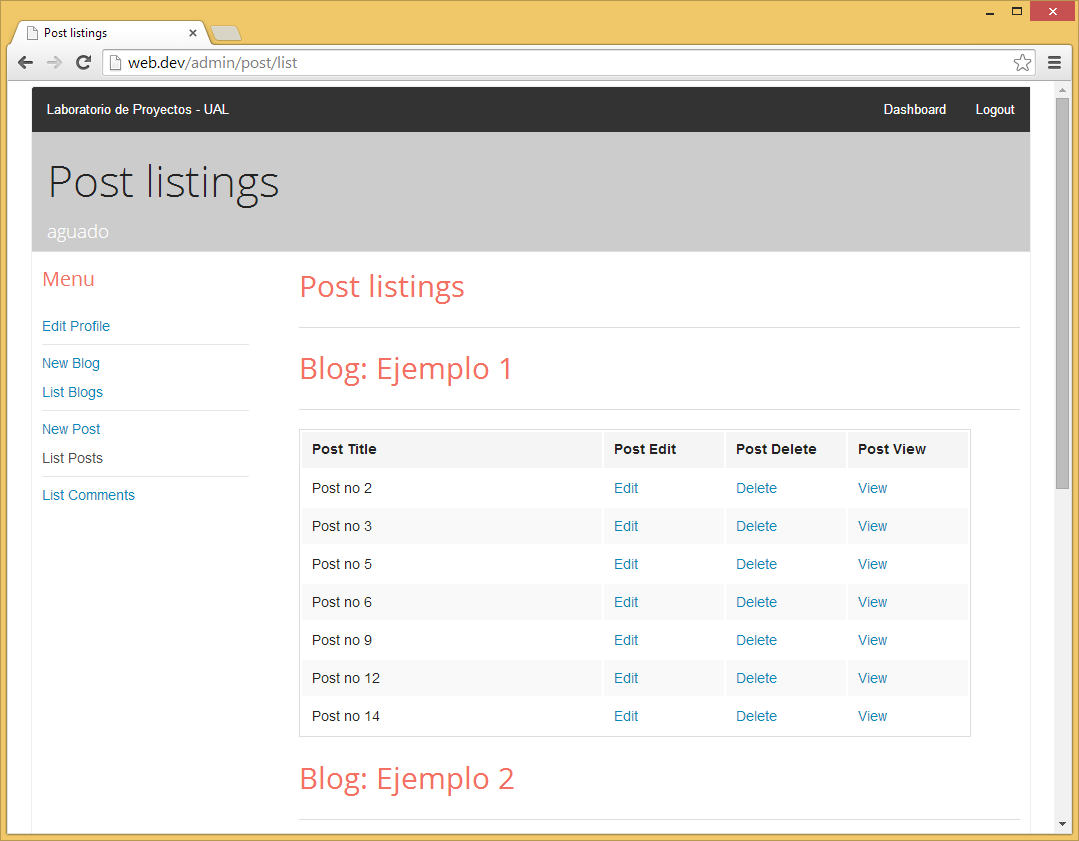 Post listings
web.dev/admin/post/list
Laboratorio de Proyectos - UAL Dashboard Logout
Post listings
aguado
Menu
Edit Profile
New Blog
List Blogs
New Post
List Posts
List Comments
Post listings
Blog: Ejemplo 1
Post Title Post Edit Post Delete Post View
Post no 2 Edit Delete View
Post no 3 Edit Delete View
Post no 5 Edit Delete View
Post no 6 Edit Delete View
Post no 9 Edit Delete View
Post no 12 Edit Delete View
Post no 14 Edit Delete View
Blog: Ejemplo 2